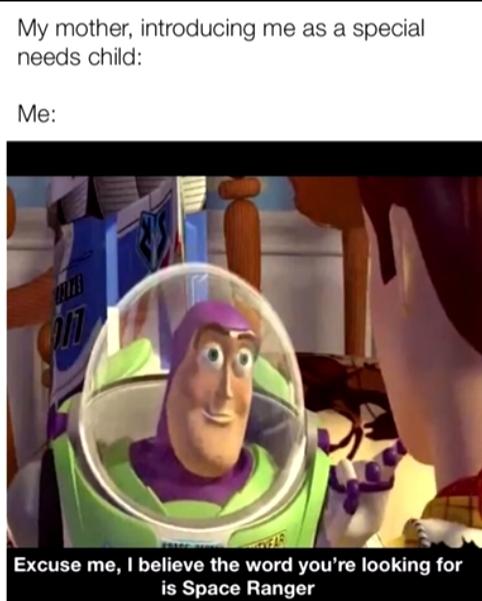 My mother, introducing me as a special
needs child:
Me:
Excuse me, I believe the word you're looking for
is Space Ranger